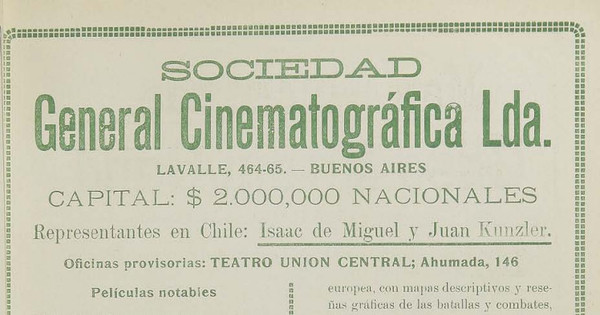 SOCIEDAD
General Cinematográfica Lda.
LAVALLE, 464-65. — BUENOS AIRES
CAPITAL: $ 2.000,000 NACIONALES
Representantes en Chile: Isaac de Miguel y Juan Kunzler.
Oficinas provisorias: TEATRO UNION CENTRAL; Ahumada, 146
Películas notables
europea, con mapas descriptivos y rese-
ñas gráficas de las batallas y combates,